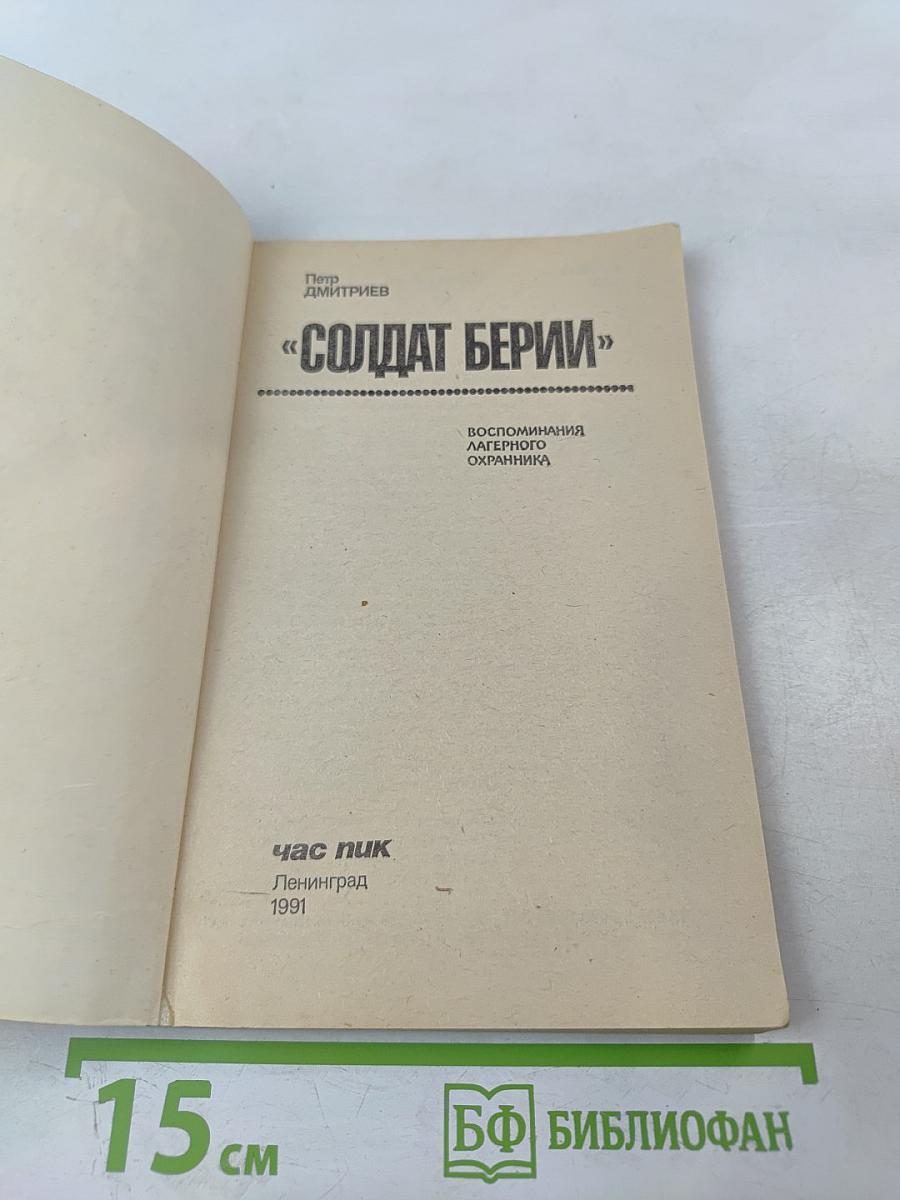 Петр
ДМИТРИЕВ
«СОЛДАТ БЕРИИ»
ВОСПОМИНАНИЯ
ЛАГЕРНОГО
ОХРАННИКА
час пик
Ленинград
1991
15 см
БФ БИБЛИОФАН